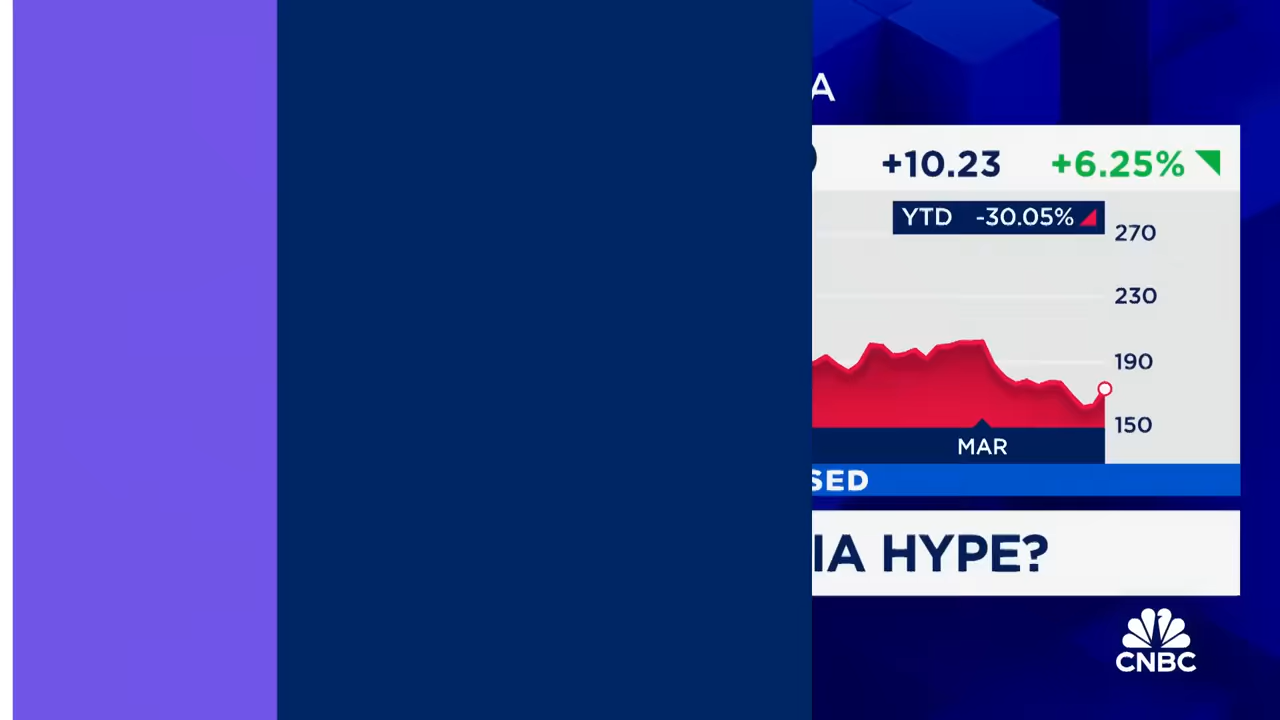 A
+10.23 +6.25%
YTD -30.05%
270
230
190
150
MAR
SED
IA HYPE?
CNBC